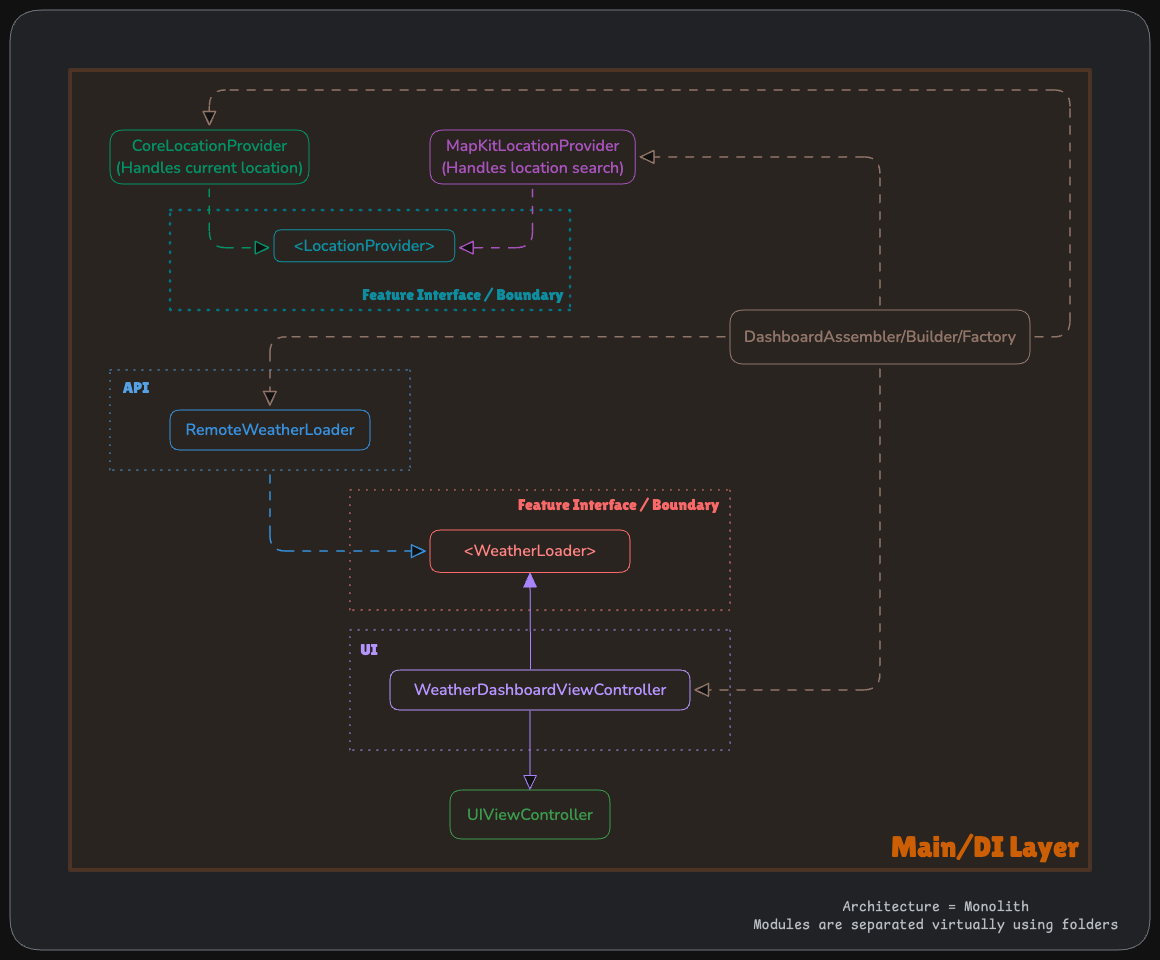 CoreLocationProvider
(Handles current location)
MapKitLocationProvider
(Handles location search)
<LocationProvider>
Feature Interface / Boundary
DashboardAssembler/Builder/Factory
API
RemoteWeatherLoader
Feature Interface / Boundary
<WeatherLoader>
UI
WeatherDashboardViewController
UIViewController
Main/DI Layer
Architecture = Monolith
Modules are separated virtually using folders